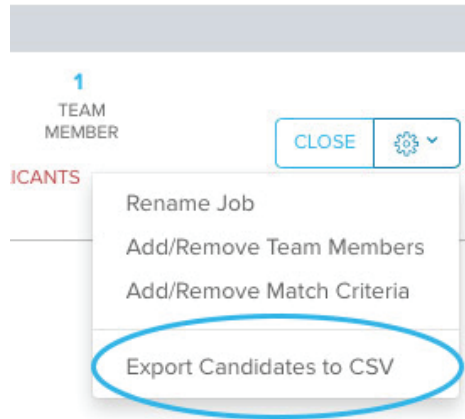 1
TEAM
MEMBER
CLOSE
ICANTS
Rename Job
Add/Remove Team Members
Add/Remove Match Criteria
Export Candidates to CSV